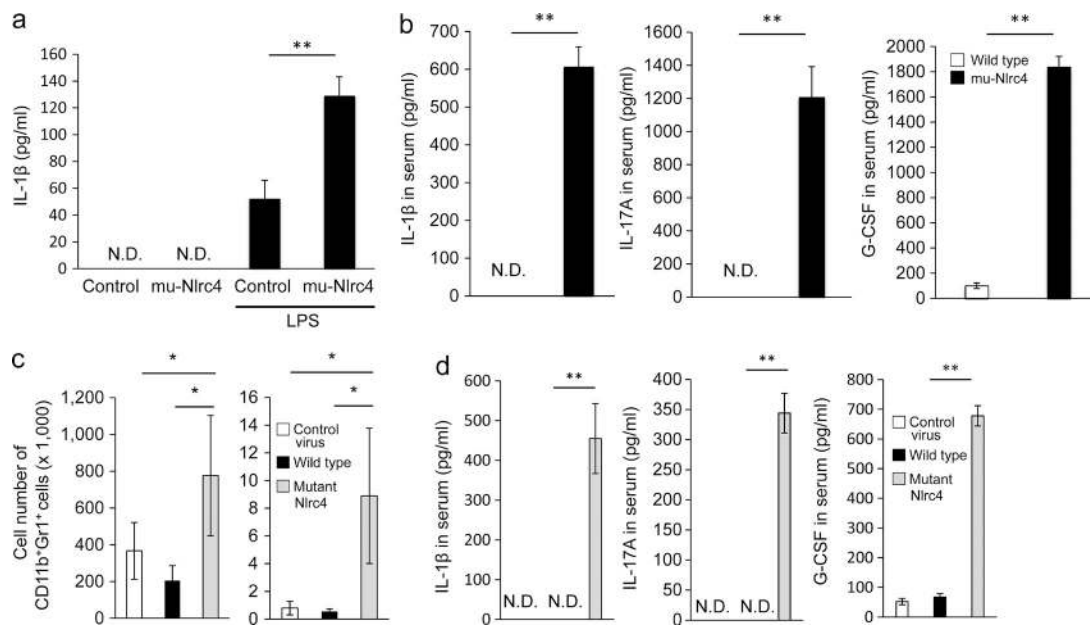 a
**
IL-1β (pg/ml)
160
140
120
100
80
60
40
20
0
N.D.
N.D.
Control
mu-Nlrc4
Control
mu-Nlrc4
LPS
b
**
IL-1β in serum (pg/ml)
700
600
500
400
300
200
100
0
N.D.
**
IL-17A in serum (pg/ml)
1600
1400
1200
1000
800
600
400
200
0
N.D.
**
G-CSF in serum (pg/ml)
2000
1800
1600
1400
1200
1000
800
600
400
200
0
Wild type
mu-Nlrc4
c
*
*
Cell number of
CD11b⁺Gr1⁺ cells (x 1,000)
1,200
1,000
800
600
400
200
0
*
*
16
14
12
10
8
6
4
2
0
Control
virus
Wild type
Mutant
Nlrc4
d
**
IL-1β in serum (pg/ml)
600
500
400
300
200
100
0
N.D.
N.D.
**
IL-17A in serum (pg/ml)
400
350
300
250
200
150
100
50
0
N.D.
N.D.
**
G-CSF in serum (pg/ml)
800
700
600
500
400
300
200
100
0
Control
virus
Wild type
Mutant
Nlrc4